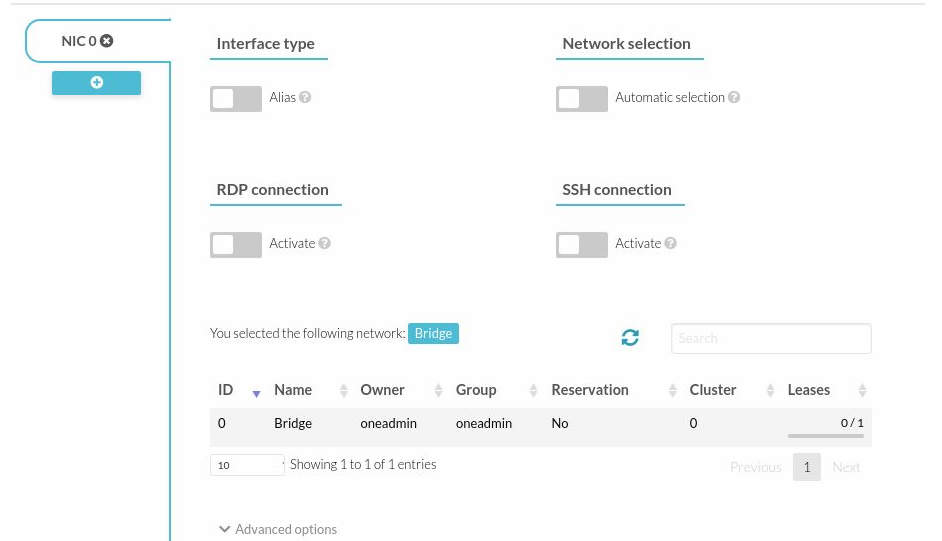 NIC 0
Interface type
Network selection
Alias
Automatic selection
RDP connection
SSH connection
Activate
Activate
You selected the following network: Bridge
Search
ID Name Owner Group Reservation Cluster Leases
0 Bridge oneadmin oneadmin No 0 0 / 1
10 Showing 1 to 1 of 1 entries Previous 1 Next
Advanced options